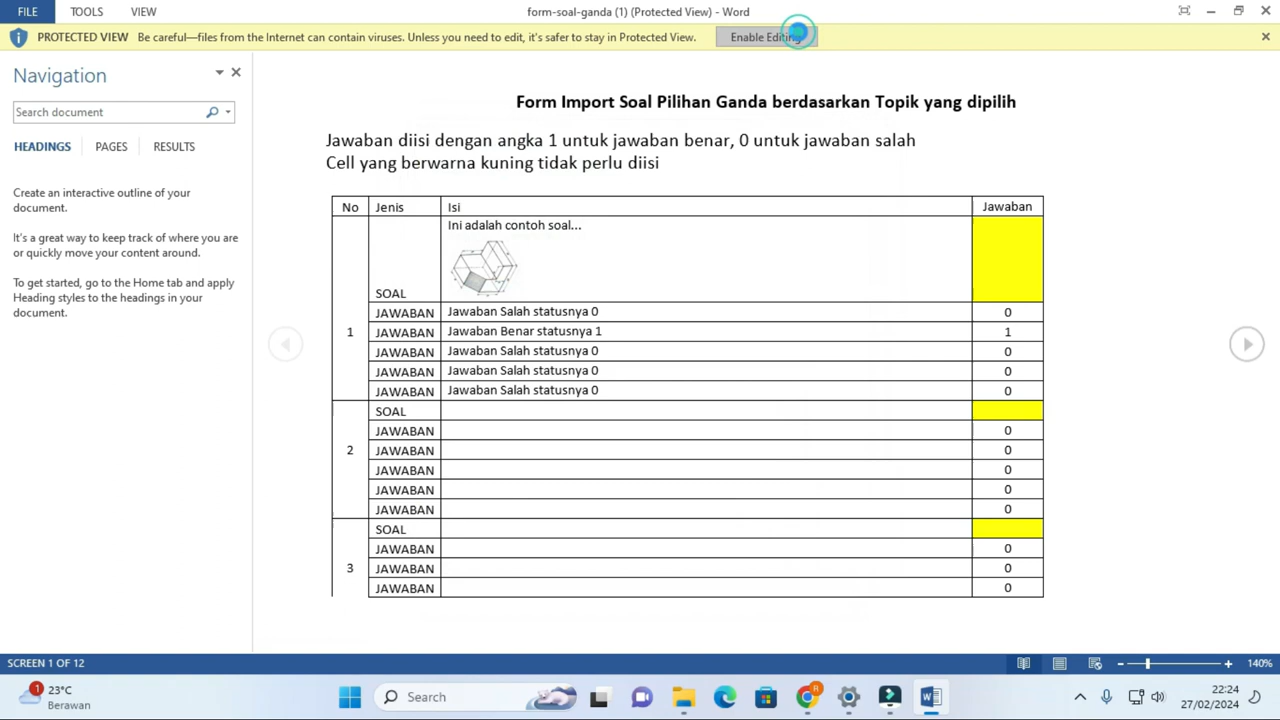 FILE TOOLS VIEW form-soal-ganda (1) (Protected View) - Word
PROTECTED VIEW Be careful—files from the Internet can contain viruses. Unless you need to edit, it's safer to stay in Protected View. Enable Editing
Navigation
Search document
HEADINGS PAGES RESULTS
Create an interactive outline of your
document.
It's a great way to keep track of where you are
or quickly move your content around.
To get started, go to the Home tab and apply
Heading styles to the headings in your
document.
Form Import Soal Pilihan Ganda berdasarkan Topik yang dipilih
Jawaban diisi dengan angka 1 untuk jawaban benar, 0 untuk jawaban salah
Cell yang berwarna kuning tidak perlu diisi
No Jenis Isi Jawaban
Ini adalah contoh soal...
SOAL
JAWABAN Jawaban Salah statusnya 0 0
1 JAWABAN Jawaban Benar statusnya 1 1
JAWABAN Jawaban Salah statusnya 0 0
JAWABAN Jawaban Salah statusnya 0 0
JAWABAN Jawaban Salah statusnya 0 0
SOAL
JAWABAN 0
2 JAWABAN 0
JAWABAN 0
JAWABAN 0
JAWABAN 0
SOAL
JAWABAN 0
3 JAWABAN 0
JAWABAN 0
SCREEN 1 OF 12 140%
1 23°C
Berawan
Search
R
22:24
27/02/2024